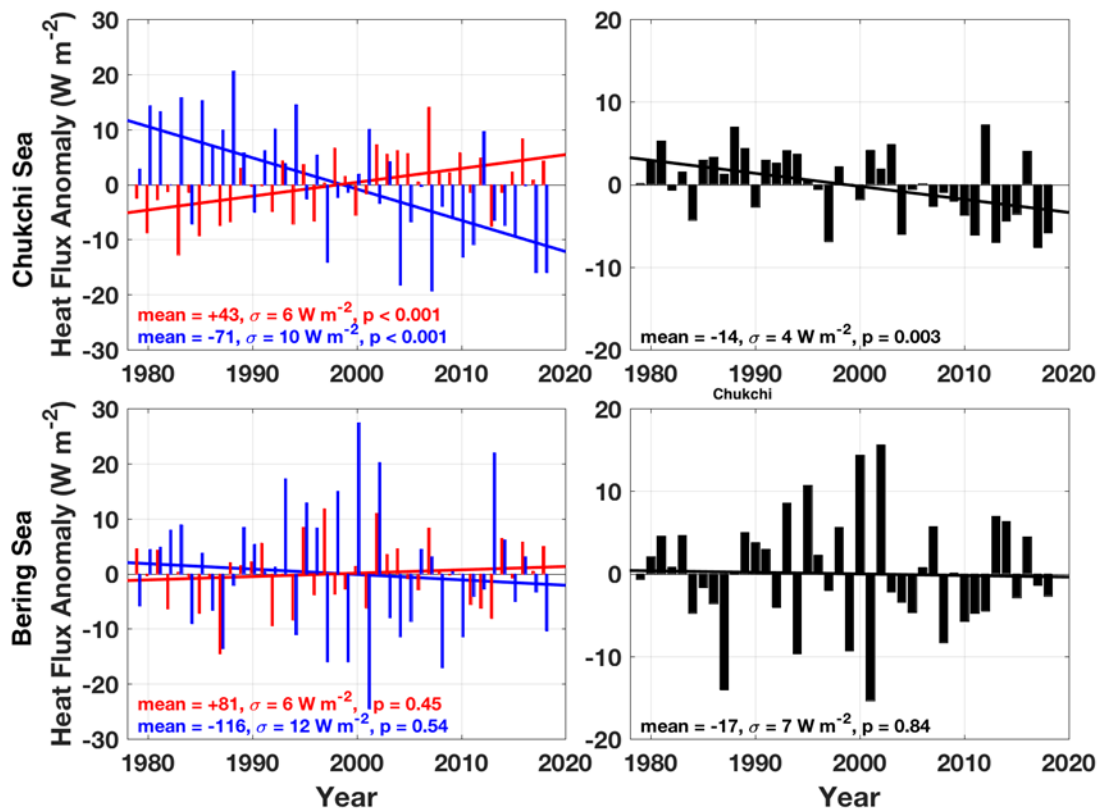 Chukchi Sea
Heat Flux Anomaly (W m-2)
30
20
10
0
-10
-20
-30
mean = +43, σ = 6 W m-2, p < 0.001
mean = -71, σ = 10 W m-2, p < 0.001
1980 1990 2000 2010 2020
20
10
0
-10
-20
mean = -14, σ = 4 W m-2, p = 0.003
1980 1990 2000 2010 2020
Chukchi
Bering Sea
Heat Flux Anomaly (W m-2)
30
20
10
0
-10
-20
-30
mean = +81, σ = 6 W m-2, p = 0.45
mean = -116, σ = 12 W m-2, p = 0.54
1980 1990 2000 2010 2020
Year
20
10
0
-10
-20
mean = -17, σ = 7 W m-2, p = 0.84
1980 1990 2000 2010 2020
Year